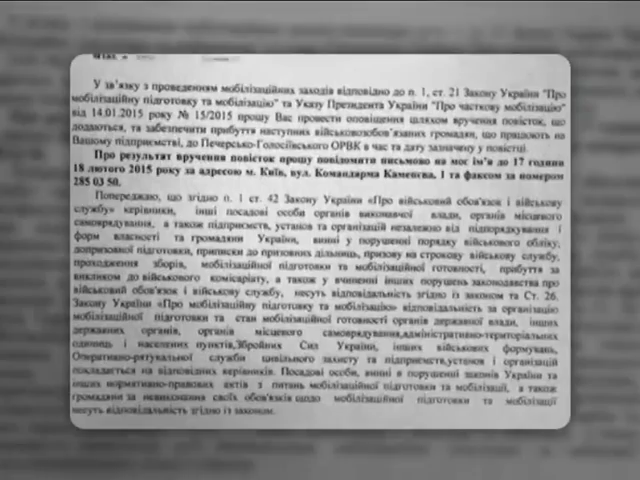 У зв'язку з проведенням мобілізаційних заходів відповідно до п. 1, ст. 21 Закону України "Про
мобілізаційну підготовку та мобілізацію" та Указу Президента України "Про часткову мобілізацію"
від 14.01.2015 року № 15/2015 прошу Вас провести оповіщення шляхом вручення повісток, що
додаються, та забезпечити прибуття наступних військовозобов'язаних громадян, що працюють на
Вашому підприємстві, до Печерсько-Голосіївського ОРВК в час та дату зазначену у повістці.
Про результат вручення повісток прошу повідомити письмово на моє ім'я до 17 години
18 лютого 2015 року за адресою м. Київ, вул. Командарма Каменєва, 1 та факсом за номером
285 03 50.
Попереджаю, що згідно п. 1 ст. 42 Закону України «Про військовий обов'язок і військову
службу» керівники, інші посадові особи органів виконавчої влади, органів місцевого
самоврядування, а також підприємств, установ та організацій незалежно від підпорядкування і
форм власності та громадяни України, винні у порушенні порядку військового обліку,
допризовної підготовки, приписки до призовних дільниць, призову на строкову військову службу,
проходження зборів, мобілізаційної підготовки та мобілізаційної готовності, прибуття за
викликом до військового комісаріату, а також у вчиненні інших порушень законодавства про
військовий обов'язок і військову службу, несуть відповідальність згідно із законом та Ст. 26.
Закону України «Про мобілізаційну підготовку та мобілізацію» відповідальність за організацію
мобілізаційної підготовки та стан мобілізаційної готовності органів державної влади, інших
державних органів, органів місцевого самоврядування,адміністративно-територіальних
одиниць і населених пунктів,Збройних Сил України, інших військових формувань,
Оперативно-рятувальної служби цивільного захисту та підприємств,установ і організацій
покладається на відповідних керівників. Посадові особи, винні в порушенні законів України та
інших нормативно-правових актів з питань мобілізаційної підготовки та мобілізації, а також
громадяни за невиконання своїх обов'язків щодо мобілізаційної підготовки та мобілізації
несуть відповідальність згідно із законом.